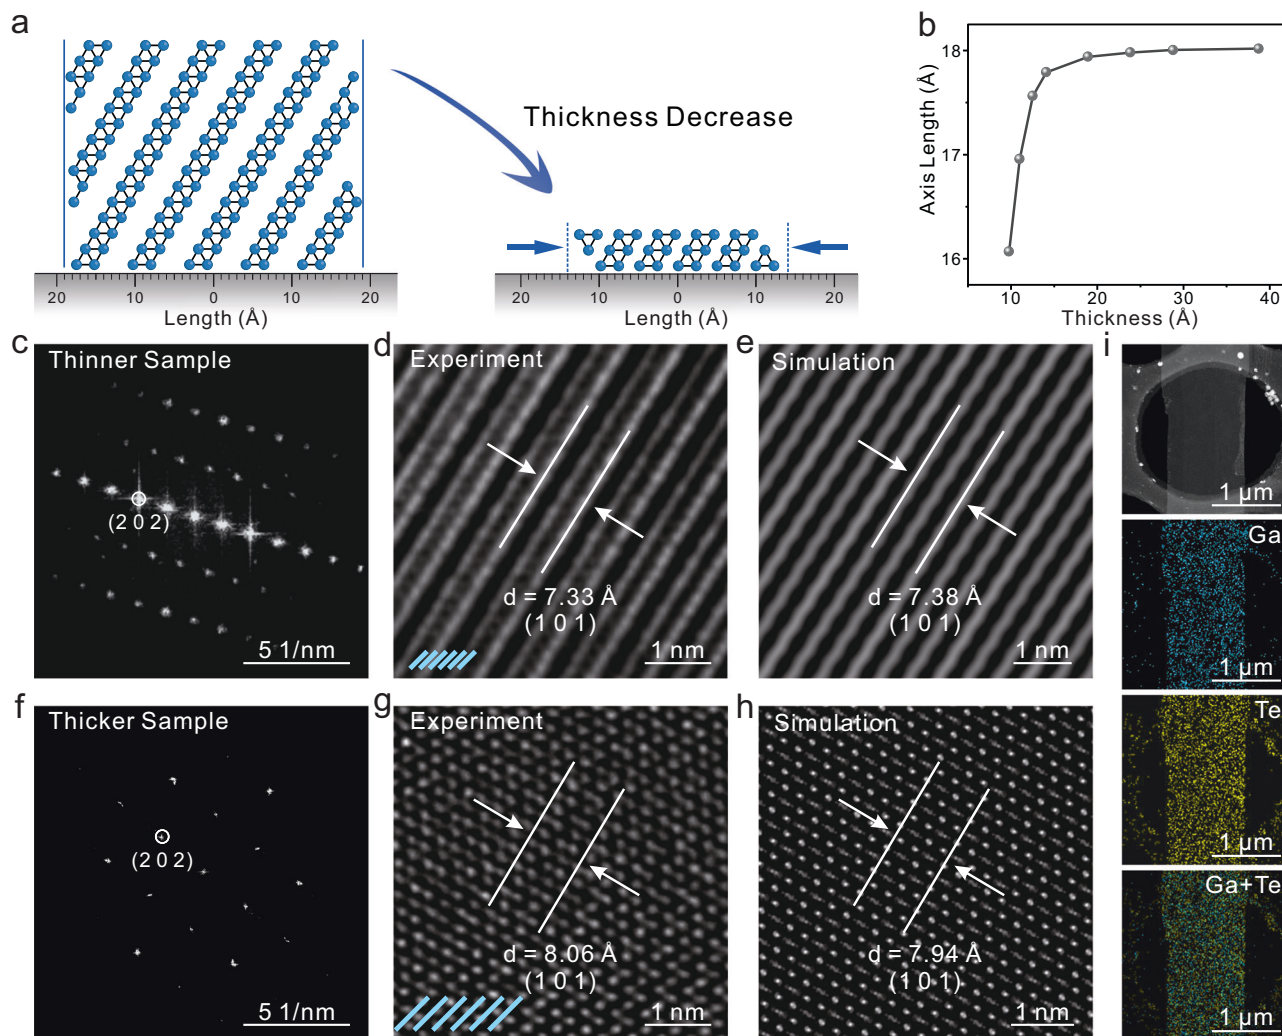 a
Thickness Decrease
20 10 0 10 20
Length (Å)
20 10 0 10 20
Length (Å)
b
18
17
16
Axis Length (Å)
10 20 30 40
Thickness (Å)
c
Thinner Sample
(2 0 2)
5 1/nm
d
Experiment
d = 7.33 Å
(1 0 1)
1 nm
e
Simulation
d = 7.38 Å
(1 0 1)
1 nm
f
Thicker Sample
(2 0 2)
5 1/nm
g
Experiment
d = 8.06 Å
(1 0 1)
1 nm
h
Simulation
d = 7.94 Å
(1 0 1)
1 nm
i
1 µm
Ga
1 µm
Te
1 µm
Ga+Te
1 µm